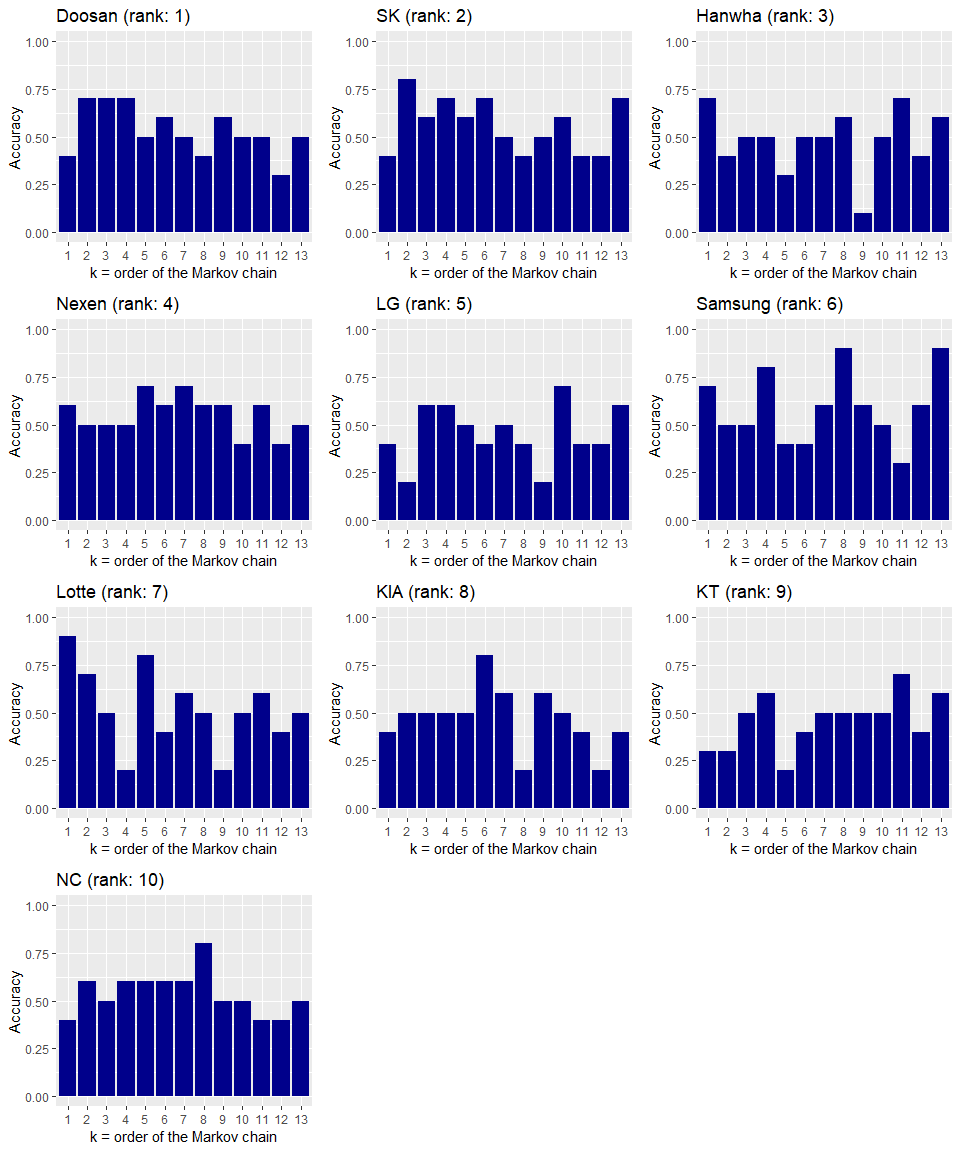 Doosan (rank: 1)
1.00
0.75
0.50
0.25
0.00
Accuracy
1 2 3 4 5 6 7 8 9 10 11 12 13
k = order of the Markov chain
SK (rank: 2)
1.00
0.75
0.50
0.25
0.00
Accuracy
1 2 3 4 5 6 7 8 9 10 11 12 13
k = order of the Markov chain
Hanwha (rank: 3)
1.00
0.75
0.50
0.25
0.00
Accuracy
1 2 3 4 5 6 7 8 9 10 11 12 13
k = order of the Markov chain
Nexen (rank: 4)
1.00
0.75
0.50
0.25
0.00
Accuracy
1 2 3 4 5 6 7 8 9 10 11 12 13
k = order of the Markov chain
LG (rank: 5)
1.00
0.75
0.50
0.25
0.00
Accuracy
1 2 3 4 5 6 7 8 9 10 11 12 13
k = order of the Markov chain
Samsung (rank: 6)
1.00
0.75
0.50
0.25
0.00
Accuracy
1 2 3 4 5 6 7 8 9 10 11 12 13
k = order of the Markov chain
Lotte (rank: 7)
1.00
0.75
0.50
0.25
0.00
Accuracy
1 2 3 4 5 6 7 8 9 10 11 12 13
k = order of the Markov chain
KIA (rank: 8)
1.00
0.75
0.50
0.25
0.00
Accuracy
1 2 3 4 5 6 7 8 9 10 11 12 13
k = order of the Markov chain
KT (rank: 9)
1.00
0.75
0.50
0.25
0.00
Accuracy
1 2 3 4 5 6 7 8 9 10 11 12 13
k = order of the Markov chain
NC (rank: 10)
1.00
0.75
0.50
0.25
0.00
Accuracy
1 2 3 4 5 6 7 8 9 10 11 12 13
k = order of the Markov chain